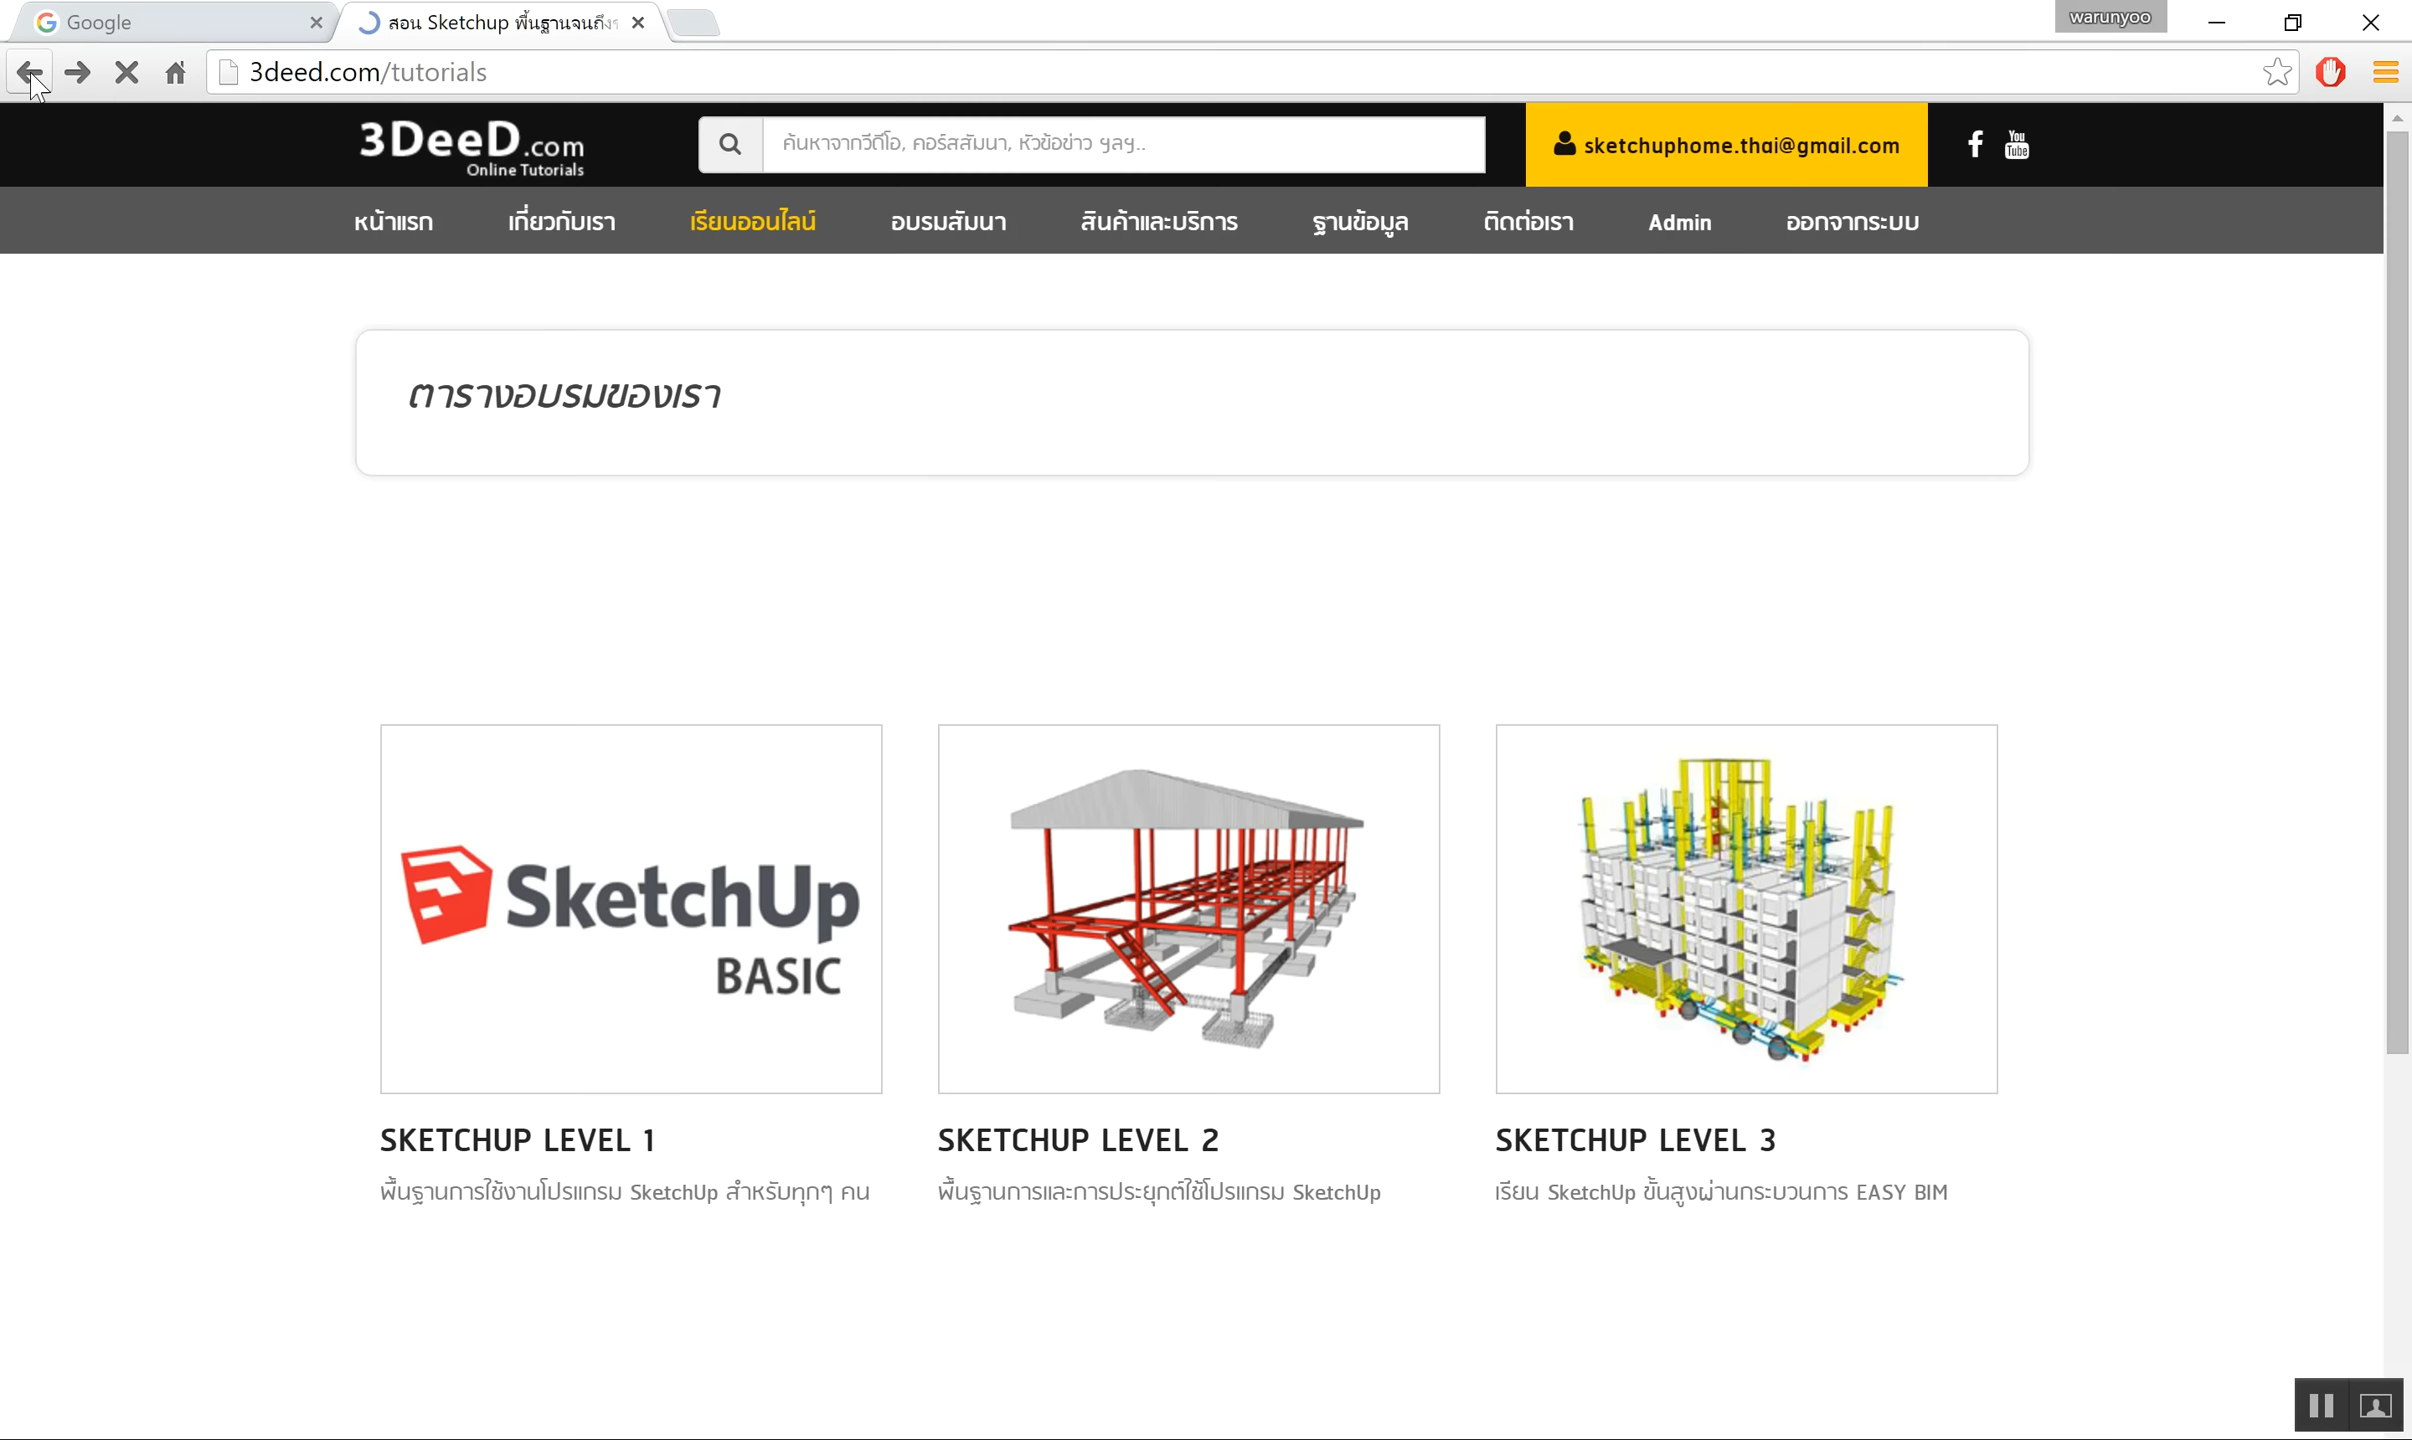 Google
สอน Sketchup พื้นฐานจนถึง
warunyoo
3deed.com/tutorials
3DeeD.com
Online Tutorials
ค้นหาจากวีดีโอ, คอร์สสัมนา, หัวข้อข่าว ฯลฯ..
sketchuphome.thai@gmail.com
You
Tube
หน้าแรก
เกี่ยวกับเรา
เรียนออนไลน์
อบรมสัมนา
สินค้าและบริการ
ฐานข้อมูล
ติดต่อเรา
Admin
ออกจากระบบ
ตารางอบรมของเรา
SketchUp
BASIC
SKETCHUP LEVEL 1
SKETCHUP LEVEL 2
SKETCHUP LEVEL 3
พื้นฐานการใช้งานโปรแกรม SketchUp สำหรับทุกๆ คน
พื้นฐานการและการประยุกต์ใช้โปรแกรม SketchUp
เรียน SketchUp ขั้นสูงผ่านกระบวนการ EASY BIM